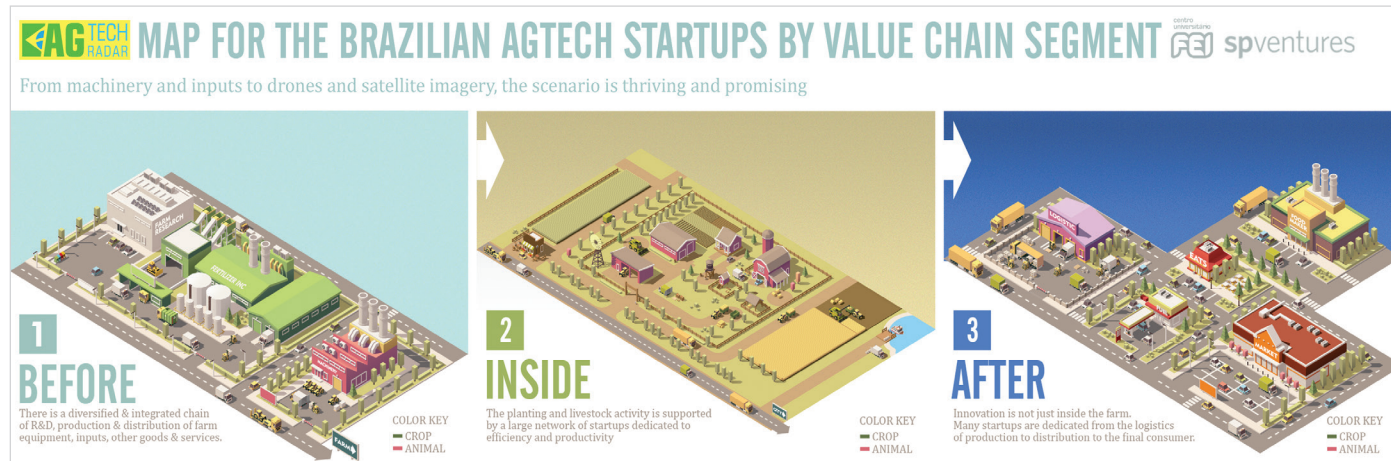 AG TECH RADAR
MAP FOR THE BRAZILIAN AGTECH STARTUPS BY VALUE CHAIN SEGMENT
centro
universitário
FEI
spventures
From machinery and inputs to drones and satellite imagery, the scenario is thriving and promising
FARM
RESEARCH
FERTILIZER INC
1
BEFORE
There is a diversified & integrated chain
of R&D, production & distribution of farm
equipment, inputs, other goods & services.
COLOR KEY
CROP
ANIMAL
FARM
2
INSIDE
The planting and livestock activity is supported
by a large network of startups dedicated to
efficiency and productivity
CITY
COLOR KEY
CROP
ANIMAL
LOGISTIC
FOOD
EATS
MARKET
3
AFTER
Innovation is not just inside the farm.
Many startups are dedicated from the logistics
of production to distribution to the final consumer.
COLOR KEY
CROP
ANIMAL